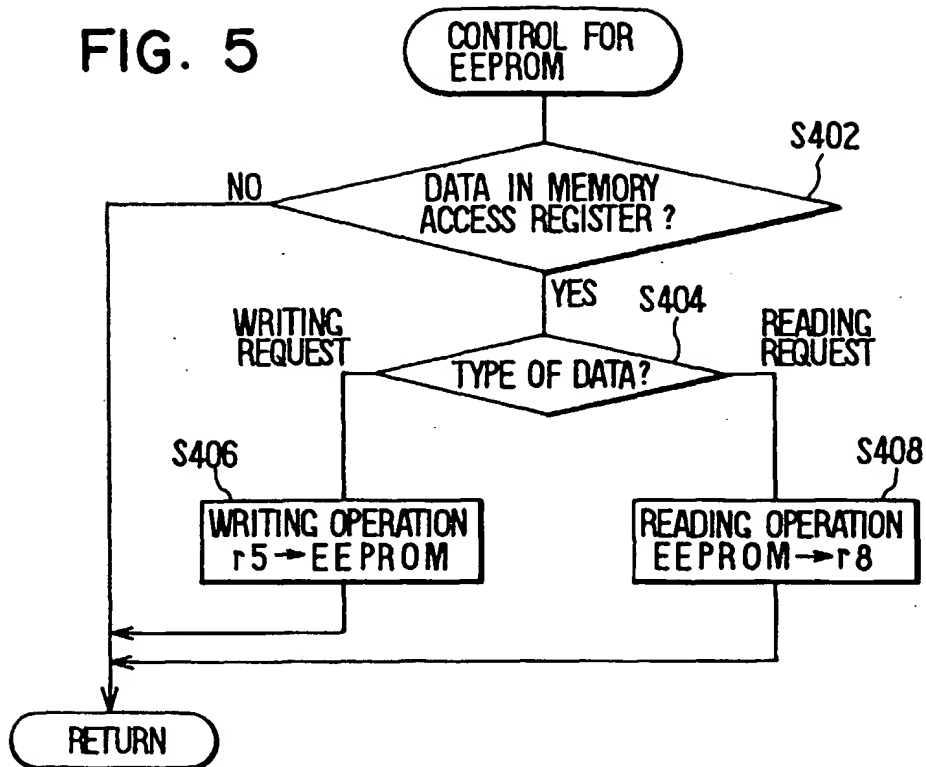 FIG. 5
CONTROL FOR
EEPROM
S402
NO
DATA IN MEMORY
ACCESS REGISTER ?
YES
S404
WRITING
REQUEST
READING
REQUEST
TYPE OF DATA?
S406
S408
WRITING OPERATION
r5→EEPROM
READING OPERATION
EEPROM→r8
RETURN